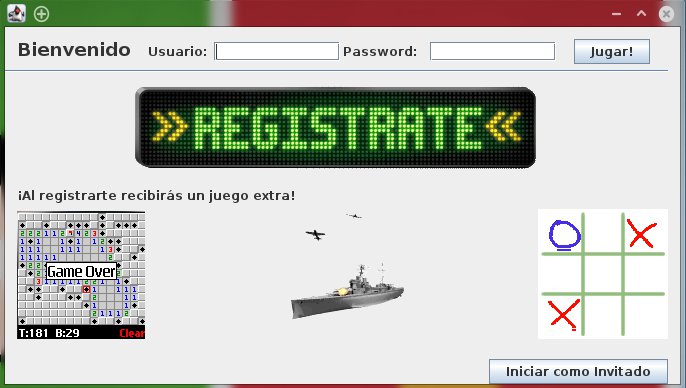 Bienvenido Usuario: Password: Jugar!
REGISTRATE
¡Al registrarte recibirás un juego extra!
Game Over
T:181 B:29 Clear
Iniciar como Invitado